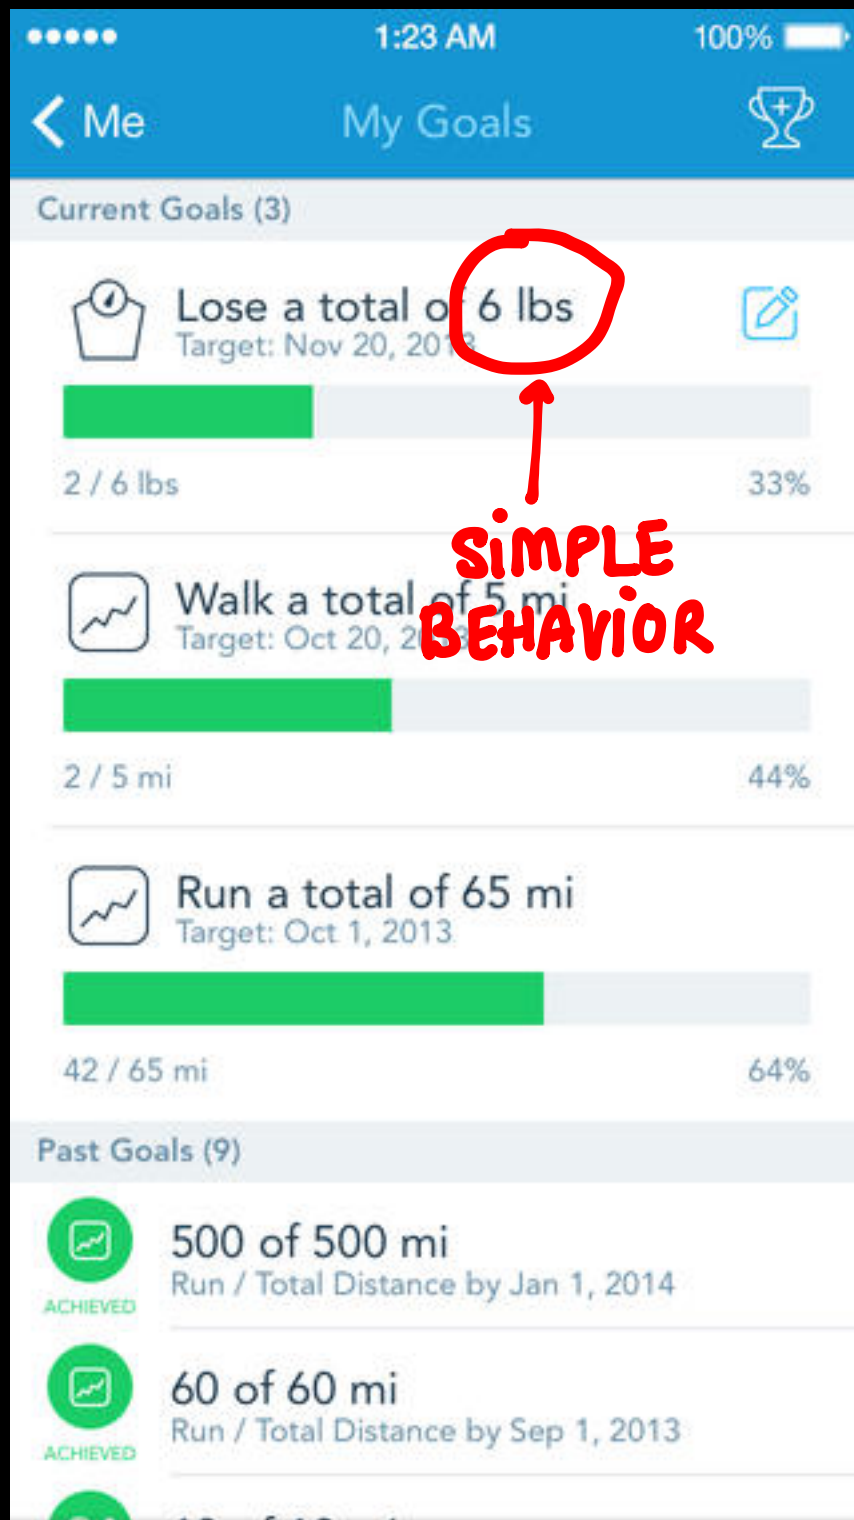 1:23 AM 100%
Me My Goals
Current Goals (3)
Lose a total of 6 lbs
Target: Nov 20, 2013
2 / 6 lbs 33%
SiMPLE
BEHAViOR
Walk a total of 5 mi
Target: Oct 20, 2013
2 / 5 mi 44%
Run a total of 65 mi
Target: Oct 1, 2013
42 / 65 mi 64%
Past Goals (9)
500 of 500 mi
Run / Total Distance by Jan 1, 2014
ACHIEVED
60 of 60 mi
Run / Total Distance by Sep 1, 2013
ACHIEVED